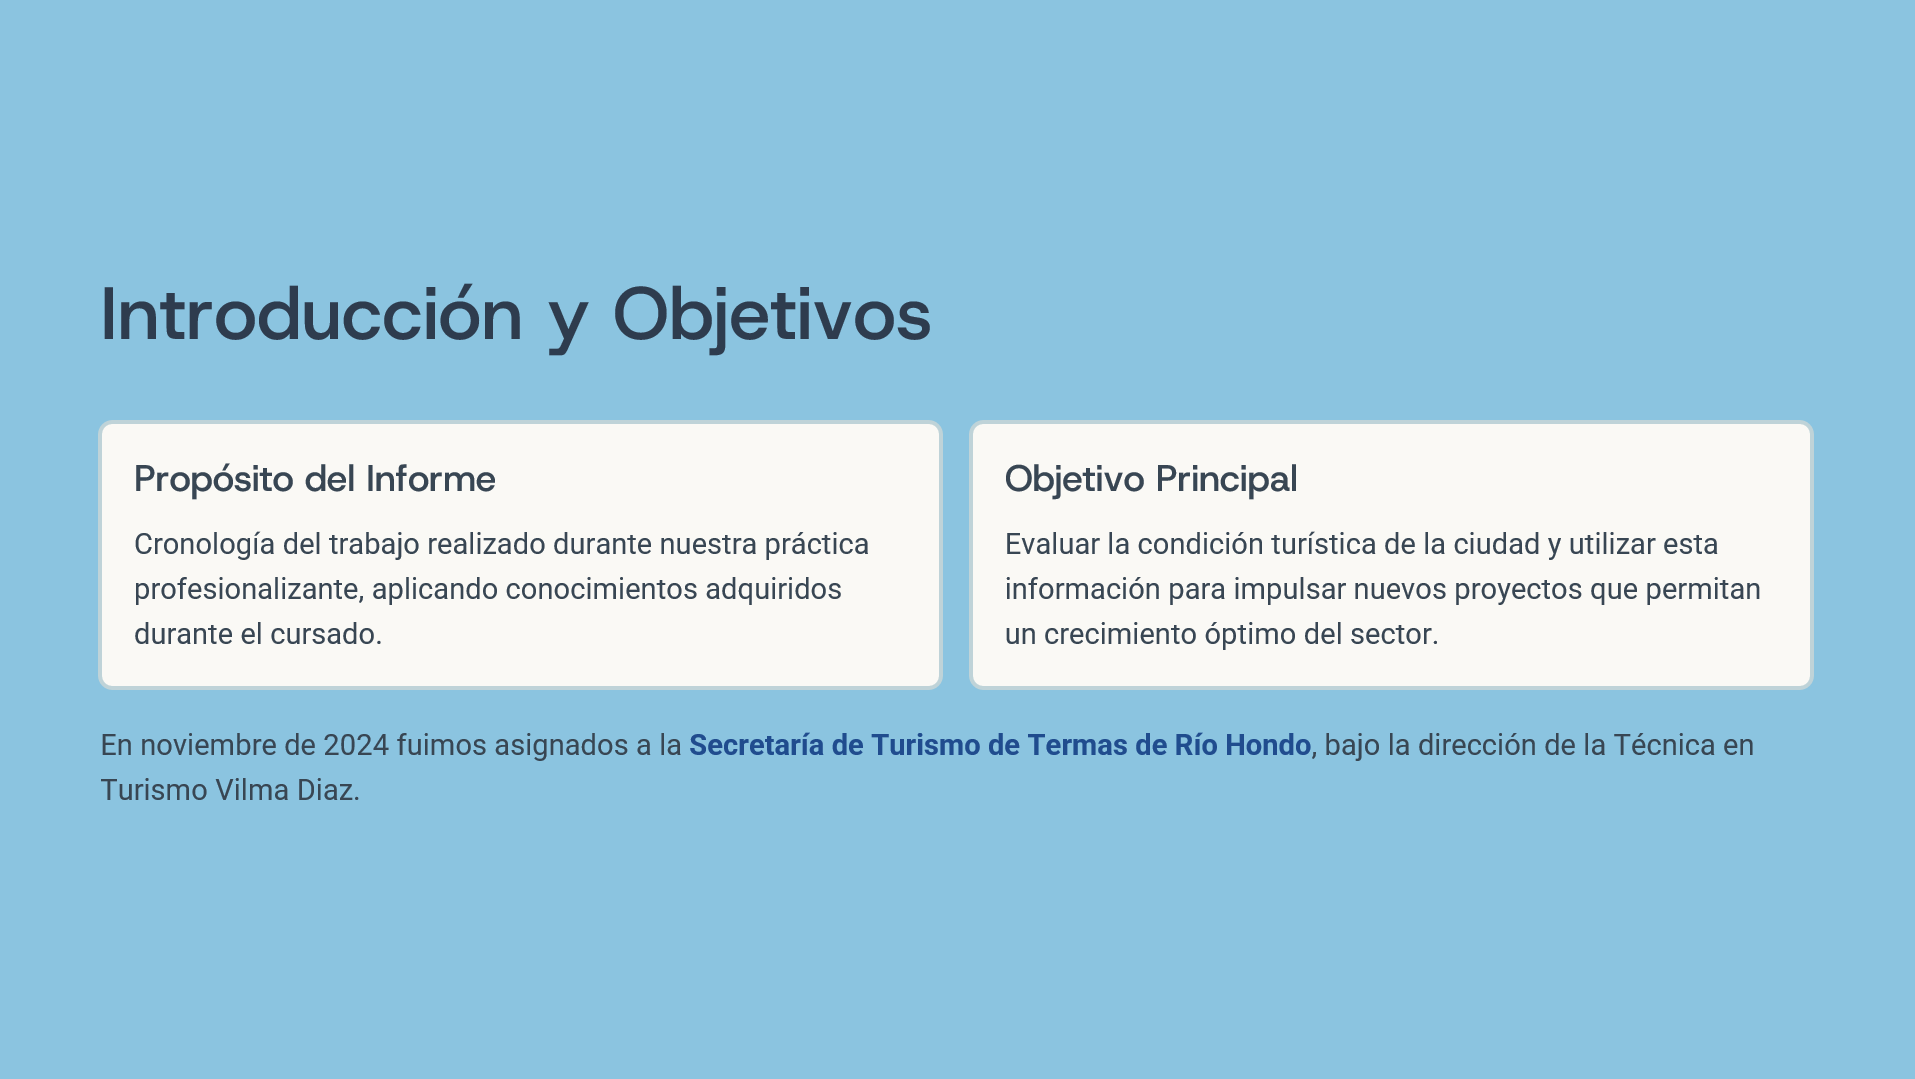 Introducción y Objetivos
Propósito del Informe
Cronología del trabajo realizado durante nuestra práctica
profesionalizante, aplicando conocimientos adquiridos
durante el cursado.
Objetivo Principal
Evaluar la condición turística de la ciudad y utilizar esta
información para impulsar nuevos proyectos que permitan
un crecimiento óptimo del sector.
En noviembre de 2024 fuimos asignados a la Secretaría de Turismo de Termas de Río Hondo, bajo la dirección de la Técnica en
Turismo Vilma Diaz.